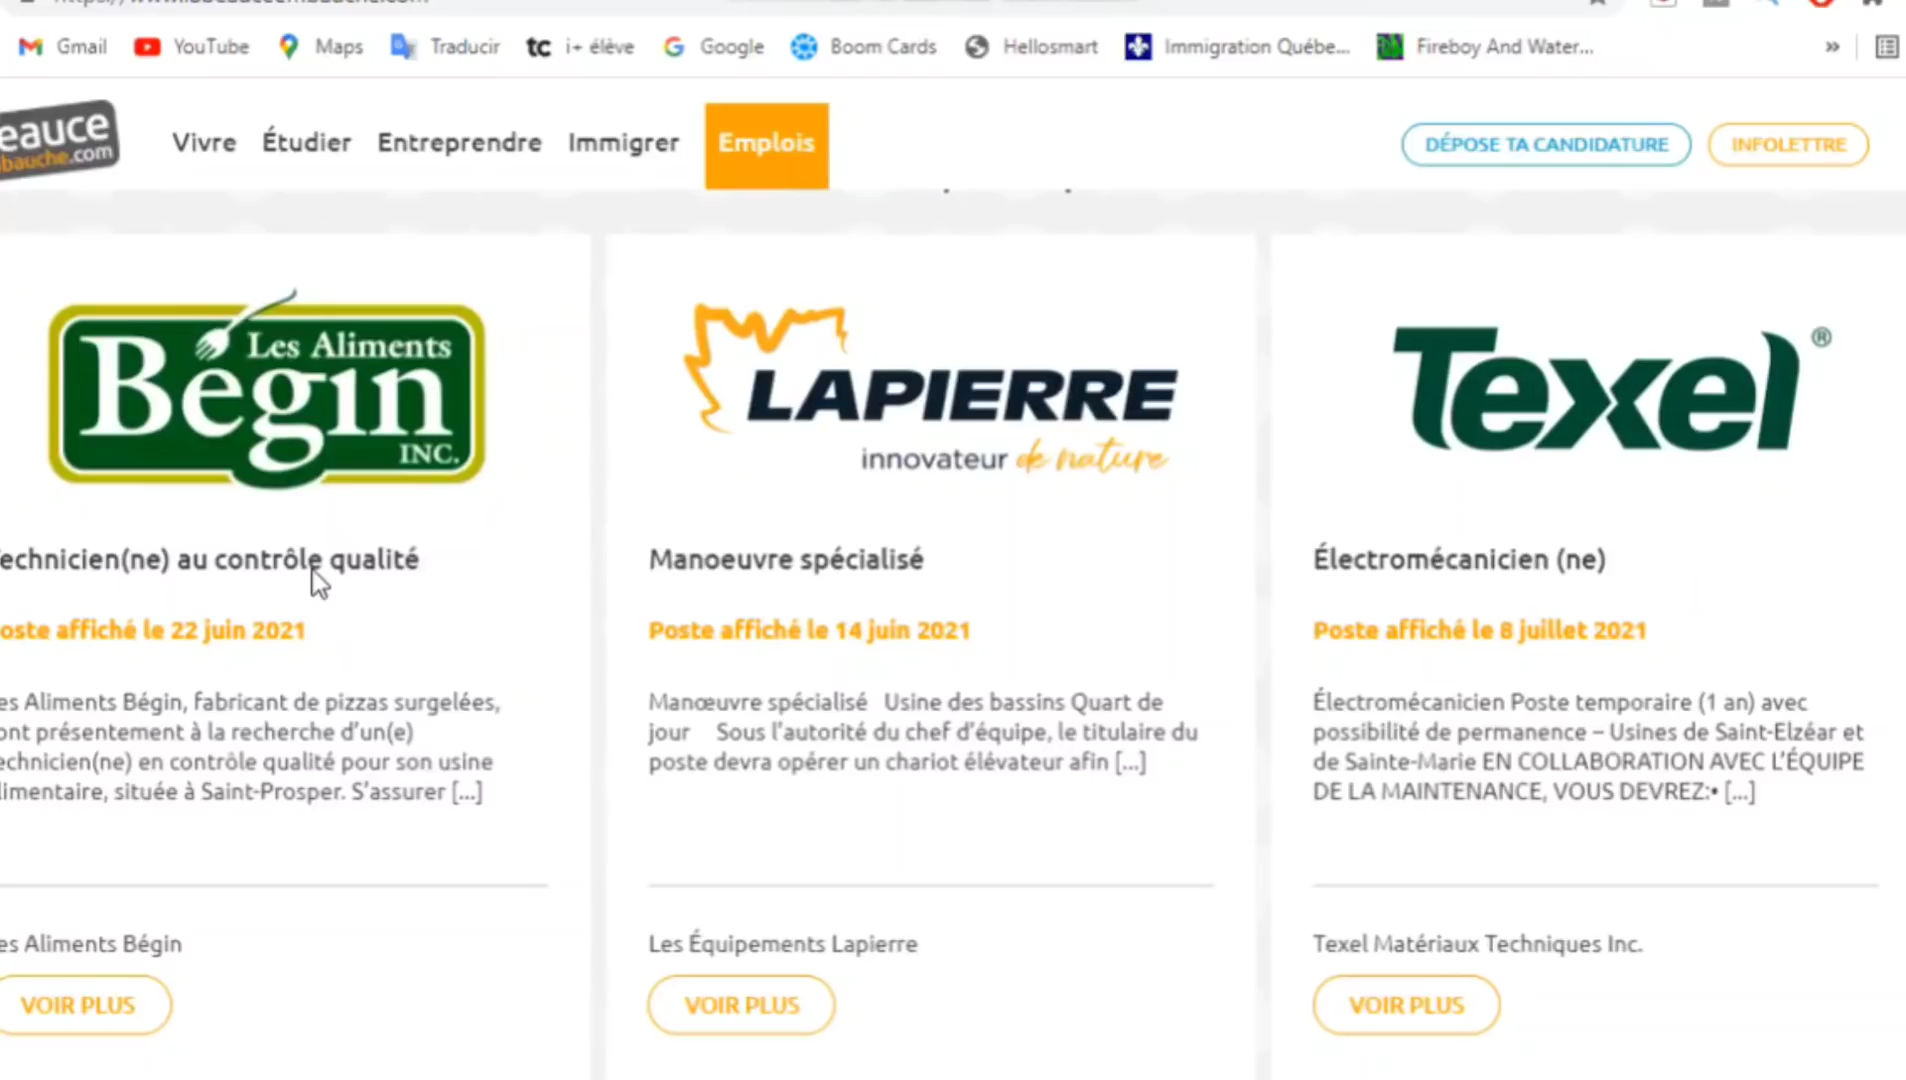 Gmail YouTube Maps Traducir tc i+ élève Google Boom Cards Hellosmart Immigration Québe... Fireboy And Water... »
eauce
bauche.com
Vivre Étudier Entreprendre Immigrer Emplois DÉPOSE TA CANDIDATURE INFOLETTRE
Les Aliments
Bégin
INC.
LAPIERRE
innovateur de nature
Texel®
echnicien(ne) au contrôle qualité
oste affiché le 22 juin 2021
es Aliments Bégin, fabricant de pizzas surgelées,
ont présentement à la recherche d'un(e)
echnicien(ne) en contrôle qualité pour son usine
limentaire, située à Saint-Prosper. S'assurer [...]
es Aliments Bégin
VOIR PLUS
Manoeuvre spécialisé
Poste affiché le 14 juin 2021
Manœuvre spécialisé Usine des bassins Quart de
jour Sous l'autorité du chef d'équipe, le titulaire du
poste devra opérer un chariot élévateur afin [...]
Les Équipements Lapierre
VOIR PLUS
Électromécanicien (ne)
Poste affiché le 8 juillet 2021
Électromécanicien Poste temporaire (1 an) avec
possibilité de permanence – Usines de Saint-Elzéar et
de Sainte-Marie EN COLLABORATION AVEC L'ÉQUIPE
DE LA MAINTENANCE, VOUS DEVREZ:• [...]
Texel Matériaux Techniques Inc.
VOIR PLUS